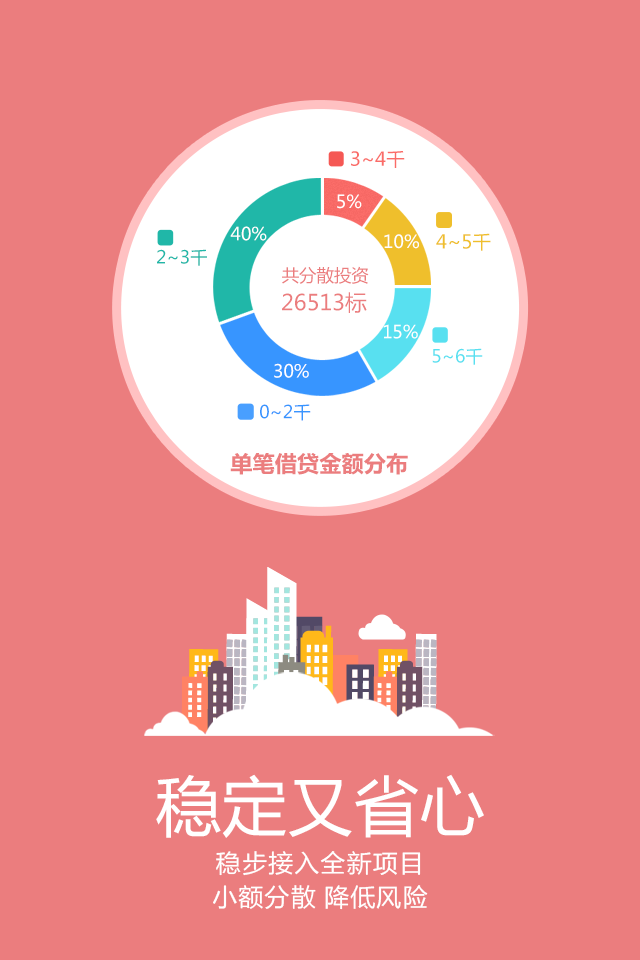 3~4千
5%
40%
10%
2~3千
4~5千
共分散投资
26513标
15%
5~6千
30%
0~2千
单笔借贷金额分布
稳定又省心
稳步接入全新项目
小额分散 降低风险